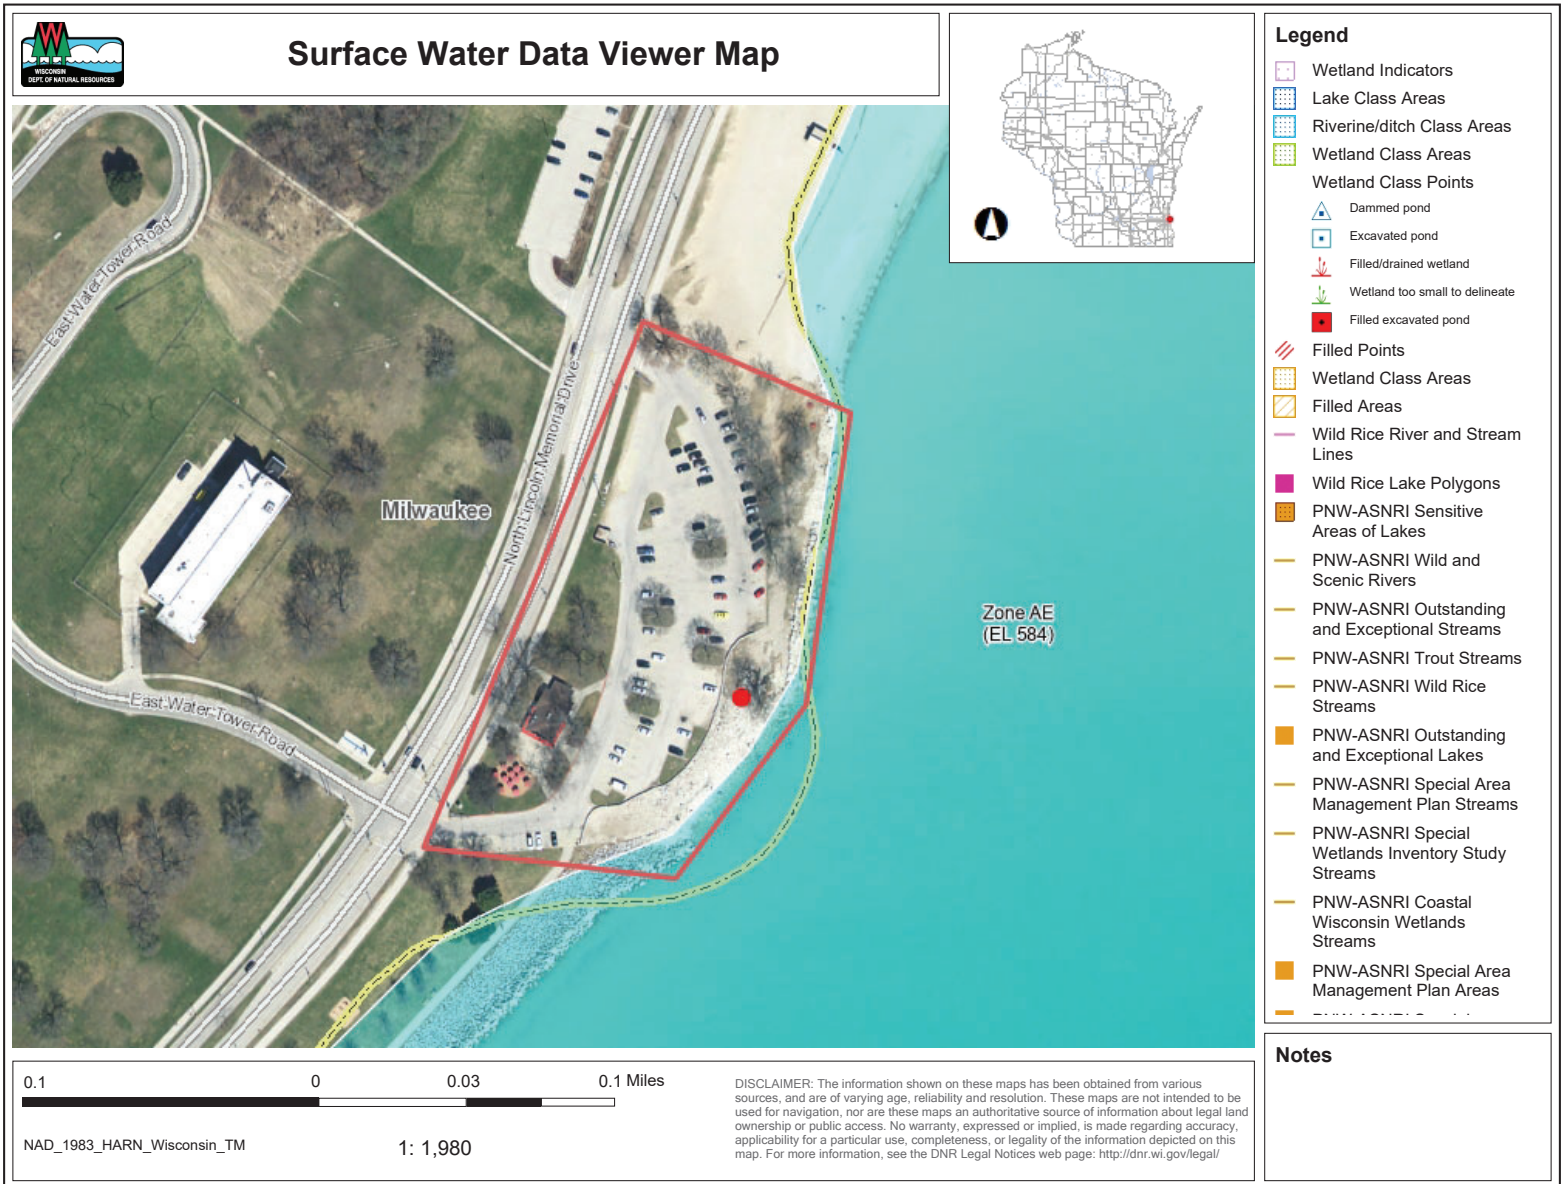 WISCONSIN
DEPT. OF NATURAL RESOURCES
Surface Water Data Viewer Map
East Water Tower Road
North Lincoln Memorial Drive
Milwaukee
Zone AE
(EL 584)
East Water Tower Road
Legend
Wetland Indicators
Lake Class Areas
Riverine/ditch Class Areas
Wetland Class Areas
Wetland Class Points
Dammed pond
Excavated pond
Filled/drained wetland
Wetland too small to delineate
Filled excavated pond
Filled Points
Wetland Class Areas
Filled Areas
Wild Rice River and Stream
Lines
Wild Rice Lake Polygons
PNW-ASNRI Sensitive
Areas of Lakes
PNW-ASNRI Wild and
Scenic Rivers
PNW-ASNRI Outstanding
and Exceptional Streams
PNW-ASNRI Trout Streams
PNW-ASNRI Wild Rice
Streams
PNW-ASNRI Outstanding
and Exceptional Lakes
PNW-ASNRI Special Area
Management Plan Streams
PNW-ASNRI Special
Wetlands Inventory Study
Streams
PNW-ASNRI Coastal
Wisconsin Wetlands
Streams
PNW-ASNRI Special Area
Management Plan Areas
0.1 0 0.03 0.1 Miles
NAD_1983_HARN_Wisconsin_TM
1: 1,980
DISCLAIMER: The information shown on these maps has been obtained from various
sources, and are of varying age, reliability and resolution. These maps are not intended to be
used for navigation, nor are these maps an authoritative source of information about legal land
ownership or public access. No warranty, expressed or implied, is made regarding accuracy,
applicability for a particular use, completeness, or legality of the information depicted on this
map. For more information, see the DNR Legal Notices web page: http://dnr.wi.gov/legal/
Notes